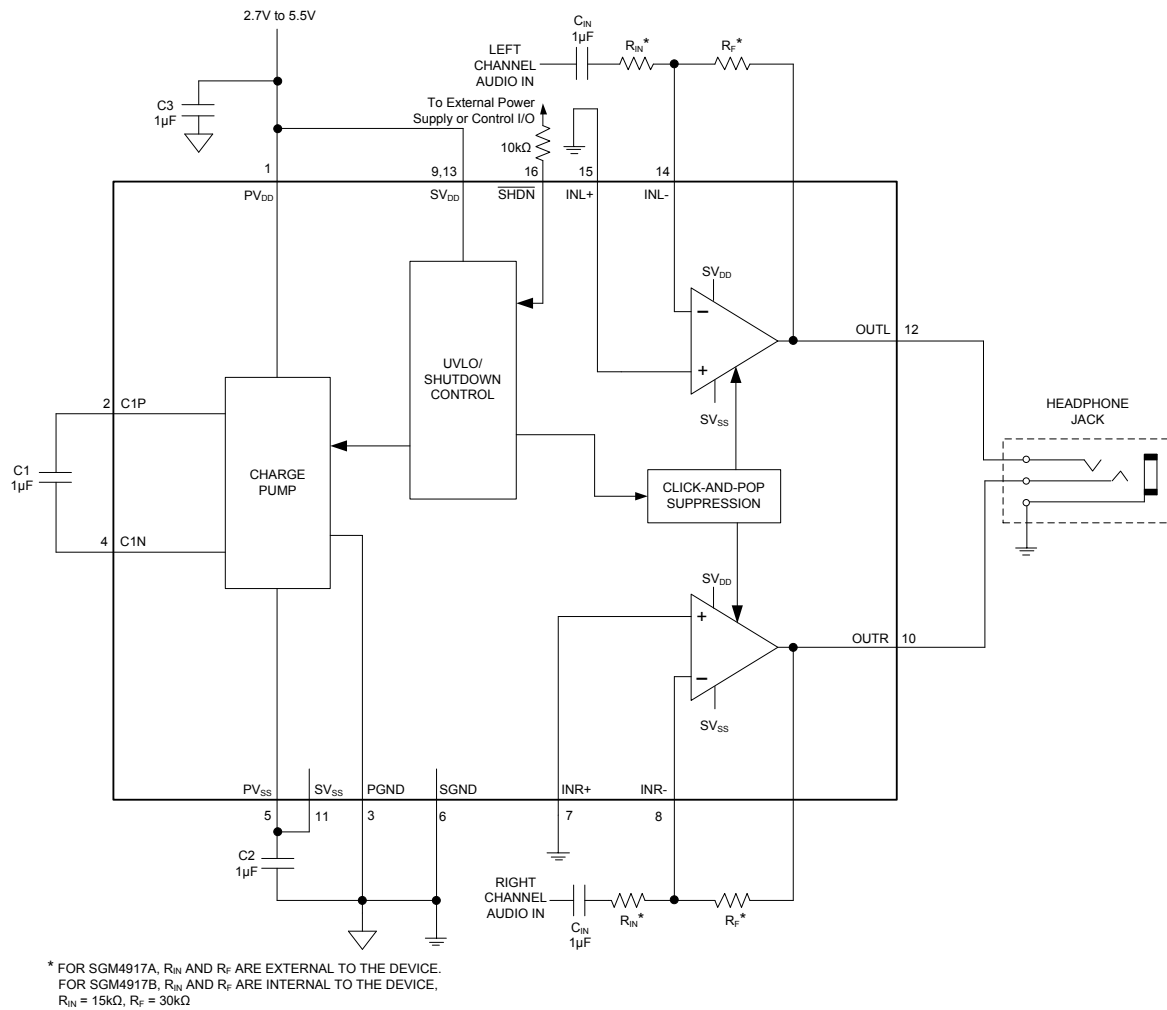 2.7V to 5.5V
C3
1µF
LEFT
CHANNEL
AUDIO IN
CIN
1µF
RIN*
RF*
To External Power
Supply or Control I/O
10kΩ
1
9,13
16
15
14
PVDD
SVDD
SHDN
INL+
INL-
UVLO/
SHUTDOWN
CONTROL
SVDD
−
+
SVSS
OUTL
12
HEADPHONE
JACK
2
C1P
C1
1µF
4
C1N
CHARGE
PUMP
CLICK-AND-POP
SUPPRESSION
SVDD
+
−
SVSS
OUTR
10
PVSS
SVSS
PGND
SGND
INR+
INR-
5
11
3
6
7
8
C2
1µF
RIGHT
CHANNEL
AUDIO IN
CIN
1µF
RIN*
RF*
* FOR SGM4917A, RIN AND RF ARE EXTERNAL TO THE DEVICE.
FOR SGM4917B, RIN AND RF ARE INTERNAL TO THE DEVICE,
RIN = 15kΩ, RF = 30kΩ